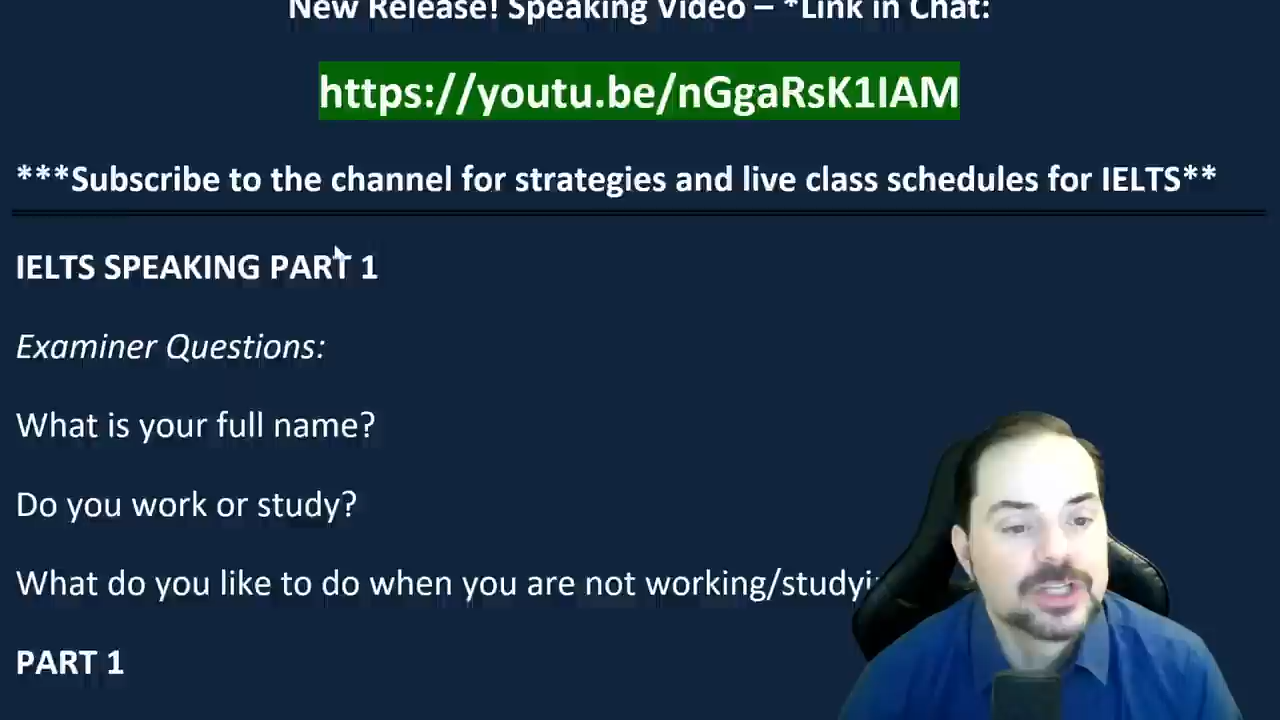 New Release! Speaking Video – *Link in Chat:
https://youtu.be/nGgaRsK1IAM
***Subscribe to the channel for strategies and live class schedules for IELTS**
IELTS SPEAKING PART 1
Examiner Questions:
What is your full name?
Do you work or study?
What do you like to do when you are not working/studyi
PART 1